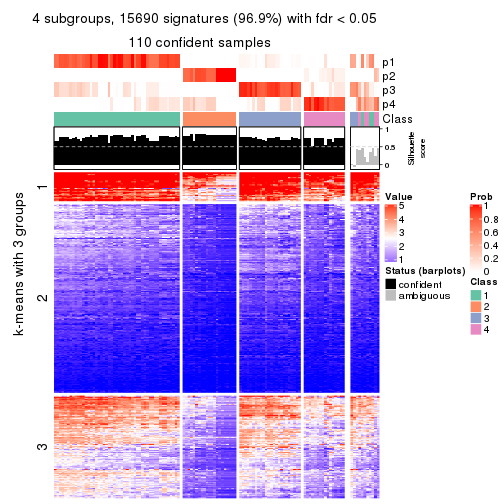 4 subgroups, 15690 signatures (96.9%) with fdr < 0.05
110 confident samples
p1
p2
p3
p4
Class
1
0.5
0
Silhouette
score
k-means with 3 groups
1
2
3
Value
5
4
3
2
1
Prob
1
0.8
0.6
0.4
0.2
0
Status (barplots)
confident
ambiguous
Class
1
2
3
4